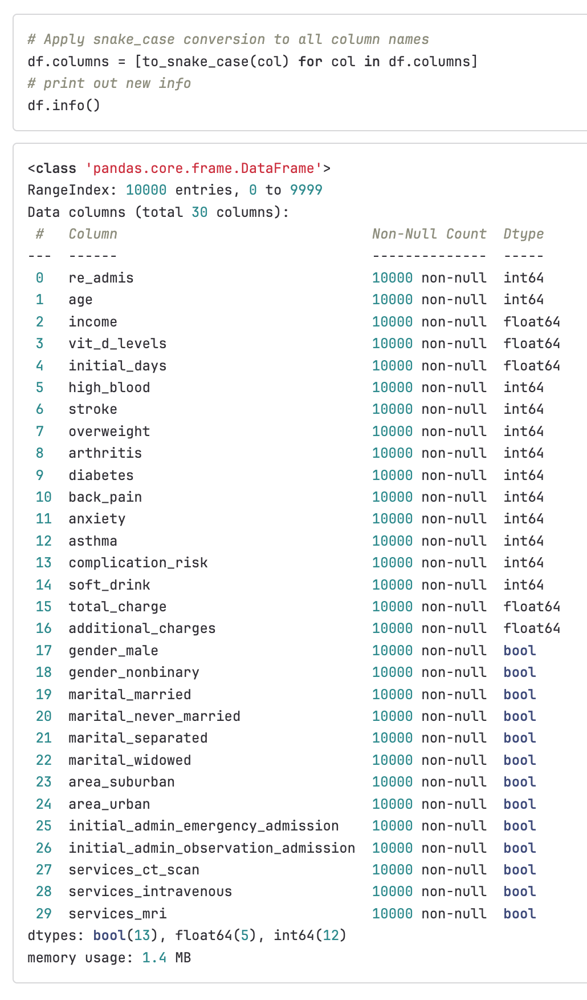 # Apply snake_case conversion to all column names
df.columns = [to_snake_case(col) for col in df.columns]
# print out new info
df.info()
<class 'pandas.core.frame.DataFrame'>
RangeIndex: 10000 entries, 0 to 9999
Data columns (total 30 columns):
 #   Column                               Non-Null Count  Dtype
---  ------                               --------------  -----
 0   re_admis                             10000 non-null  int64
 1   age                                  10000 non-null  int64
 2   income                               10000 non-null  float64
 3   vit_d_levels                         10000 non-null  float64
 4   initial_days                         10000 non-null  float64
 5   high_blood                           10000 non-null  int64
 6   stroke                               10000 non-null  int64
 7   overweight                           10000 non-null  int64
 8   arthritis                            10000 non-null  int64
 9   diabetes                             10000 non-null  int64
 10  back_pain                            10000 non-null  int64
 11  anxiety                              10000 non-null  int64
 12  asthma                               10000 non-null  int64
 13  complication_risk                    10000 non-null  int64
 14  soft_drink                           10000 non-null  int64
 15  total_charge                         10000 non-null  float64
 16  additional_charges                   10000 non-null  float64
 17  gender_male                          10000 non-null  bool
 18  gender_nonbinary                     10000 non-null  bool
 19  marital_married                      10000 non-null  bool
 20  marital_never_married                10000 non-null  bool
 21  marital_separated                    10000 non-null  bool
 22  marital_widowed                      10000 non-null  bool
 23  area_suburban                        10000 non-null  bool
 24  area_urban                           10000 non-null  bool
 25  initial_admin_emergency_admission    10000 non-null  bool
 26  initial_admin_observation_admission  10000 non-null  bool
 27  services_ct_scan                     10000 non-null  bool
 28  services_intravenous                 10000 non-null  bool
 29  services_mri                         10000 non-null  bool
dtypes: bool(13), float64(5), int64(12)
memory usage: 1.4 MB